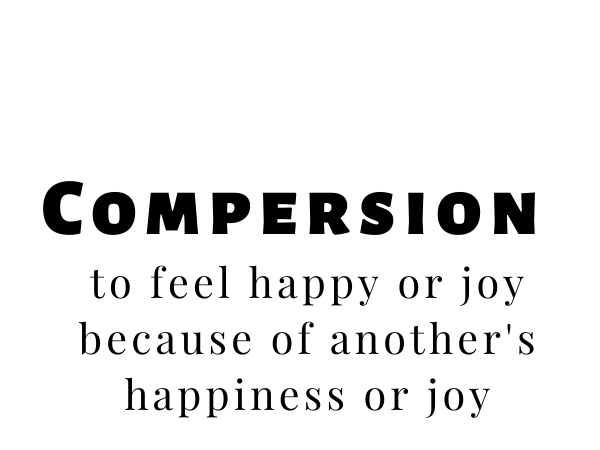 Compersion
to feel happy or joy
because of another's
happiness or joy